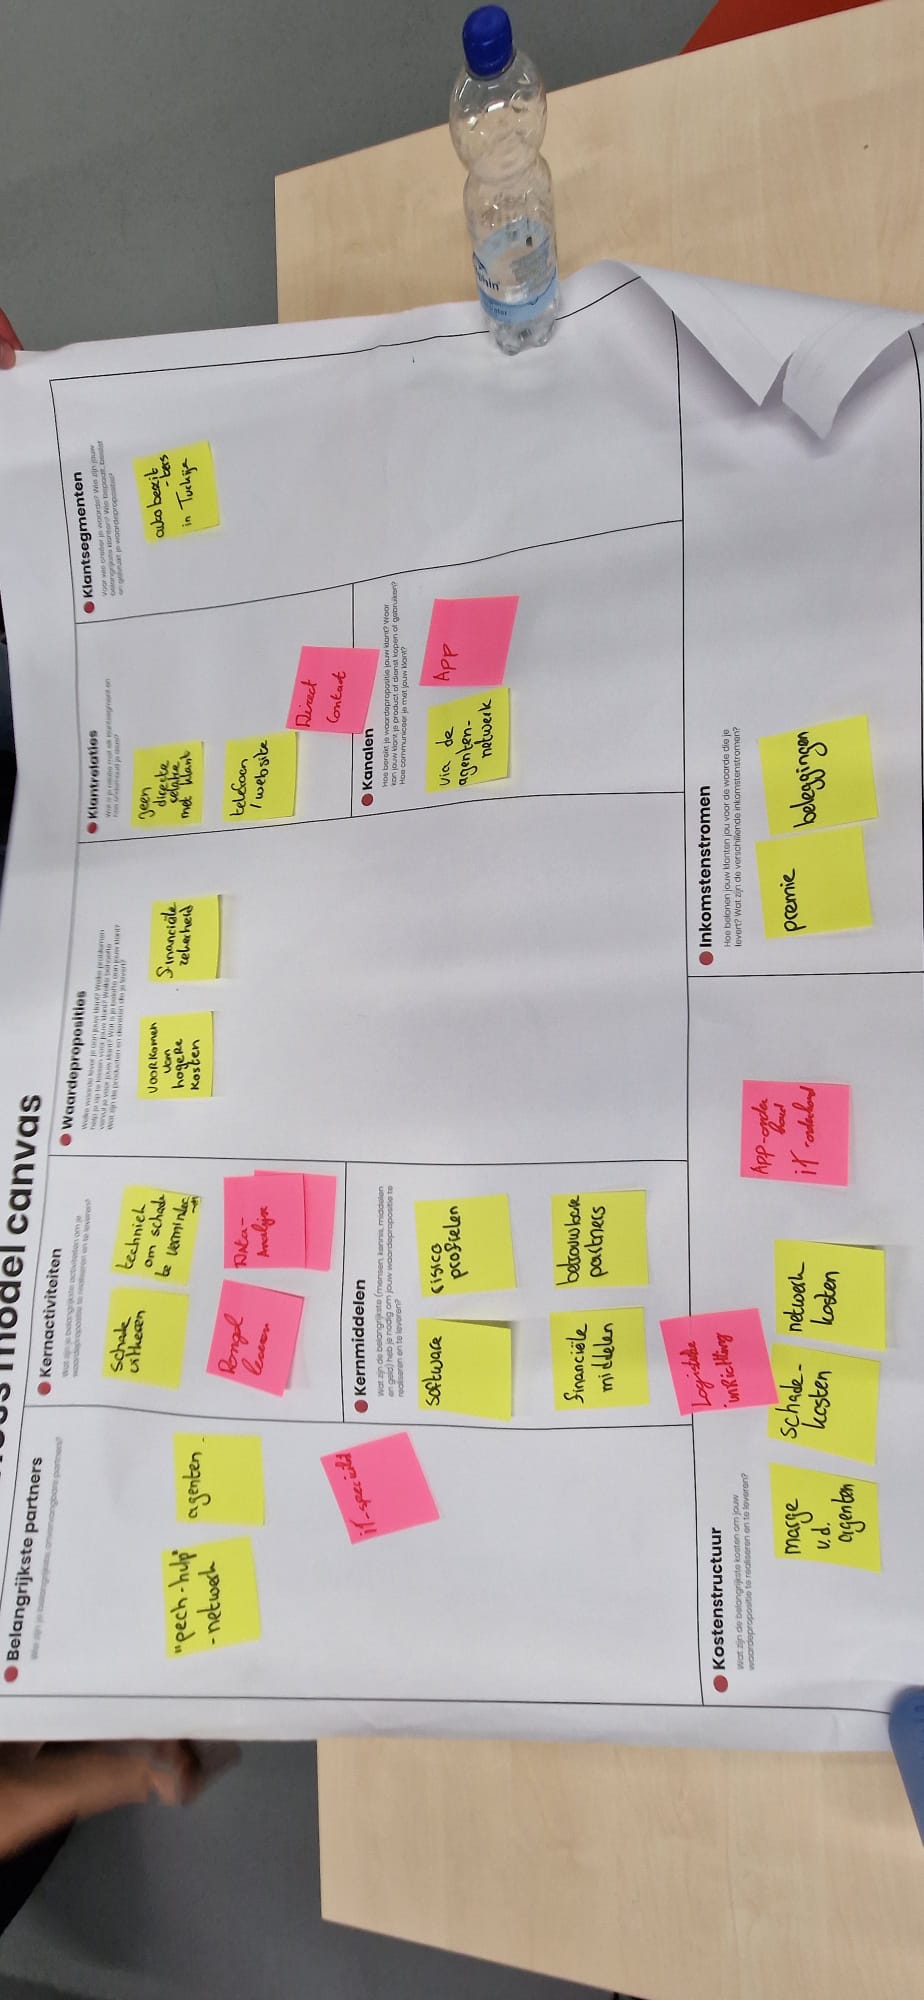 ness model canvas
Belangrijkste partners
Wie zijn je belangrijkste, onvervangbare partners?
"pech-hulp"
-netwerk
agenten
iT-specialist
Kernactiviteiten
Wat zijn je belangrijkste activiteiten om je
waardepropositie te realiseren en te leveren?
Schade
uitkeren
techniek
om schade
te verminderen
Data-
Analyse
Kernmiddelen
Wat zijn de belangrijkste (mensen, kennis, middelen
en geld) heb je nodig om jouw waardepropositie te
realiseren en te leveren?
software
risico
profielen
financiële
middelen
betrouwbare
partners
Logistieke
inRichting
Waardeproposities
Welke waarde lever je aan jouw klant? Welke problemen
help je op te lossen voor jouw klant? Welke behoefte
vervul je voor jouw klant? Wat is je belofte aan jouw klant?
Wat zijn de producten en diensten die je levert?
VOORKomen
van
hogeRe
Kosten
Financiële
zekerheid
Klantrelaties
Wat is je relatie met elk klantsegment en
hoe onderhoud je deze?
geen
directe
relatie
met klant
telefoon
/website
Direct
Contact
Kanalen
Hoe bereikt je waardepropositie jouw klant? Waar
kan jouw klant je product of dienst kopen of gebruiken?
Hoe communiceer je met jouw klant?
via de
agenten-
netwerk
App
Klantsegmenten
Voor wie creëer je waarde? Wie zijn jouw
belangrijkste klanten? Wie bepaalt, beslist
en gebruikt je waardepropositie?
auto bezit
-ters
in Turkije
Kostenstructuur
Wat zijn de belangrijkste kosten om jouw
waardepropositie te realiseren en te leveren?
marge
v.d.
agenten
schade-
kosten
netwerk
kosten
App-onder
houd
iT-onderhoud
Inkomstenstromen
Hoe belonen jouw klanten jou voor de waarde die je
levert? Wat zijn de verschillende inkomstenstromen?
premie
beleggingen